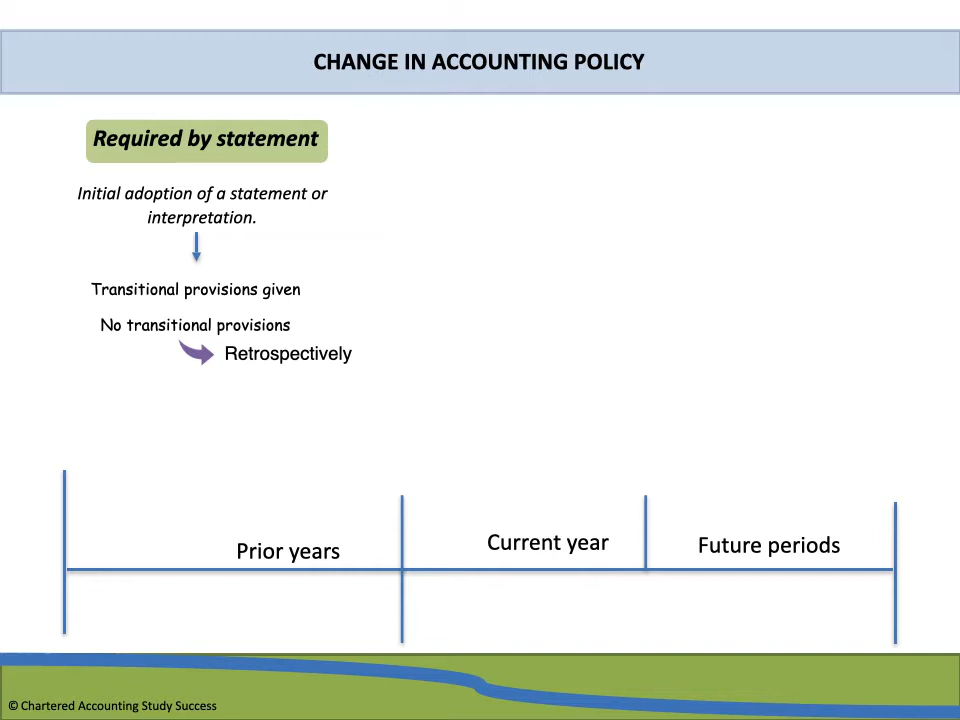 CHANGE IN ACCOUNTING POLICY
Required by statement
Initial adoption of a statement or
interpretation.
Transitional provisions given
No transitional provisions
Retrospectively
Prior years
Current year
Future periods
© Chartered Accounting Study Success